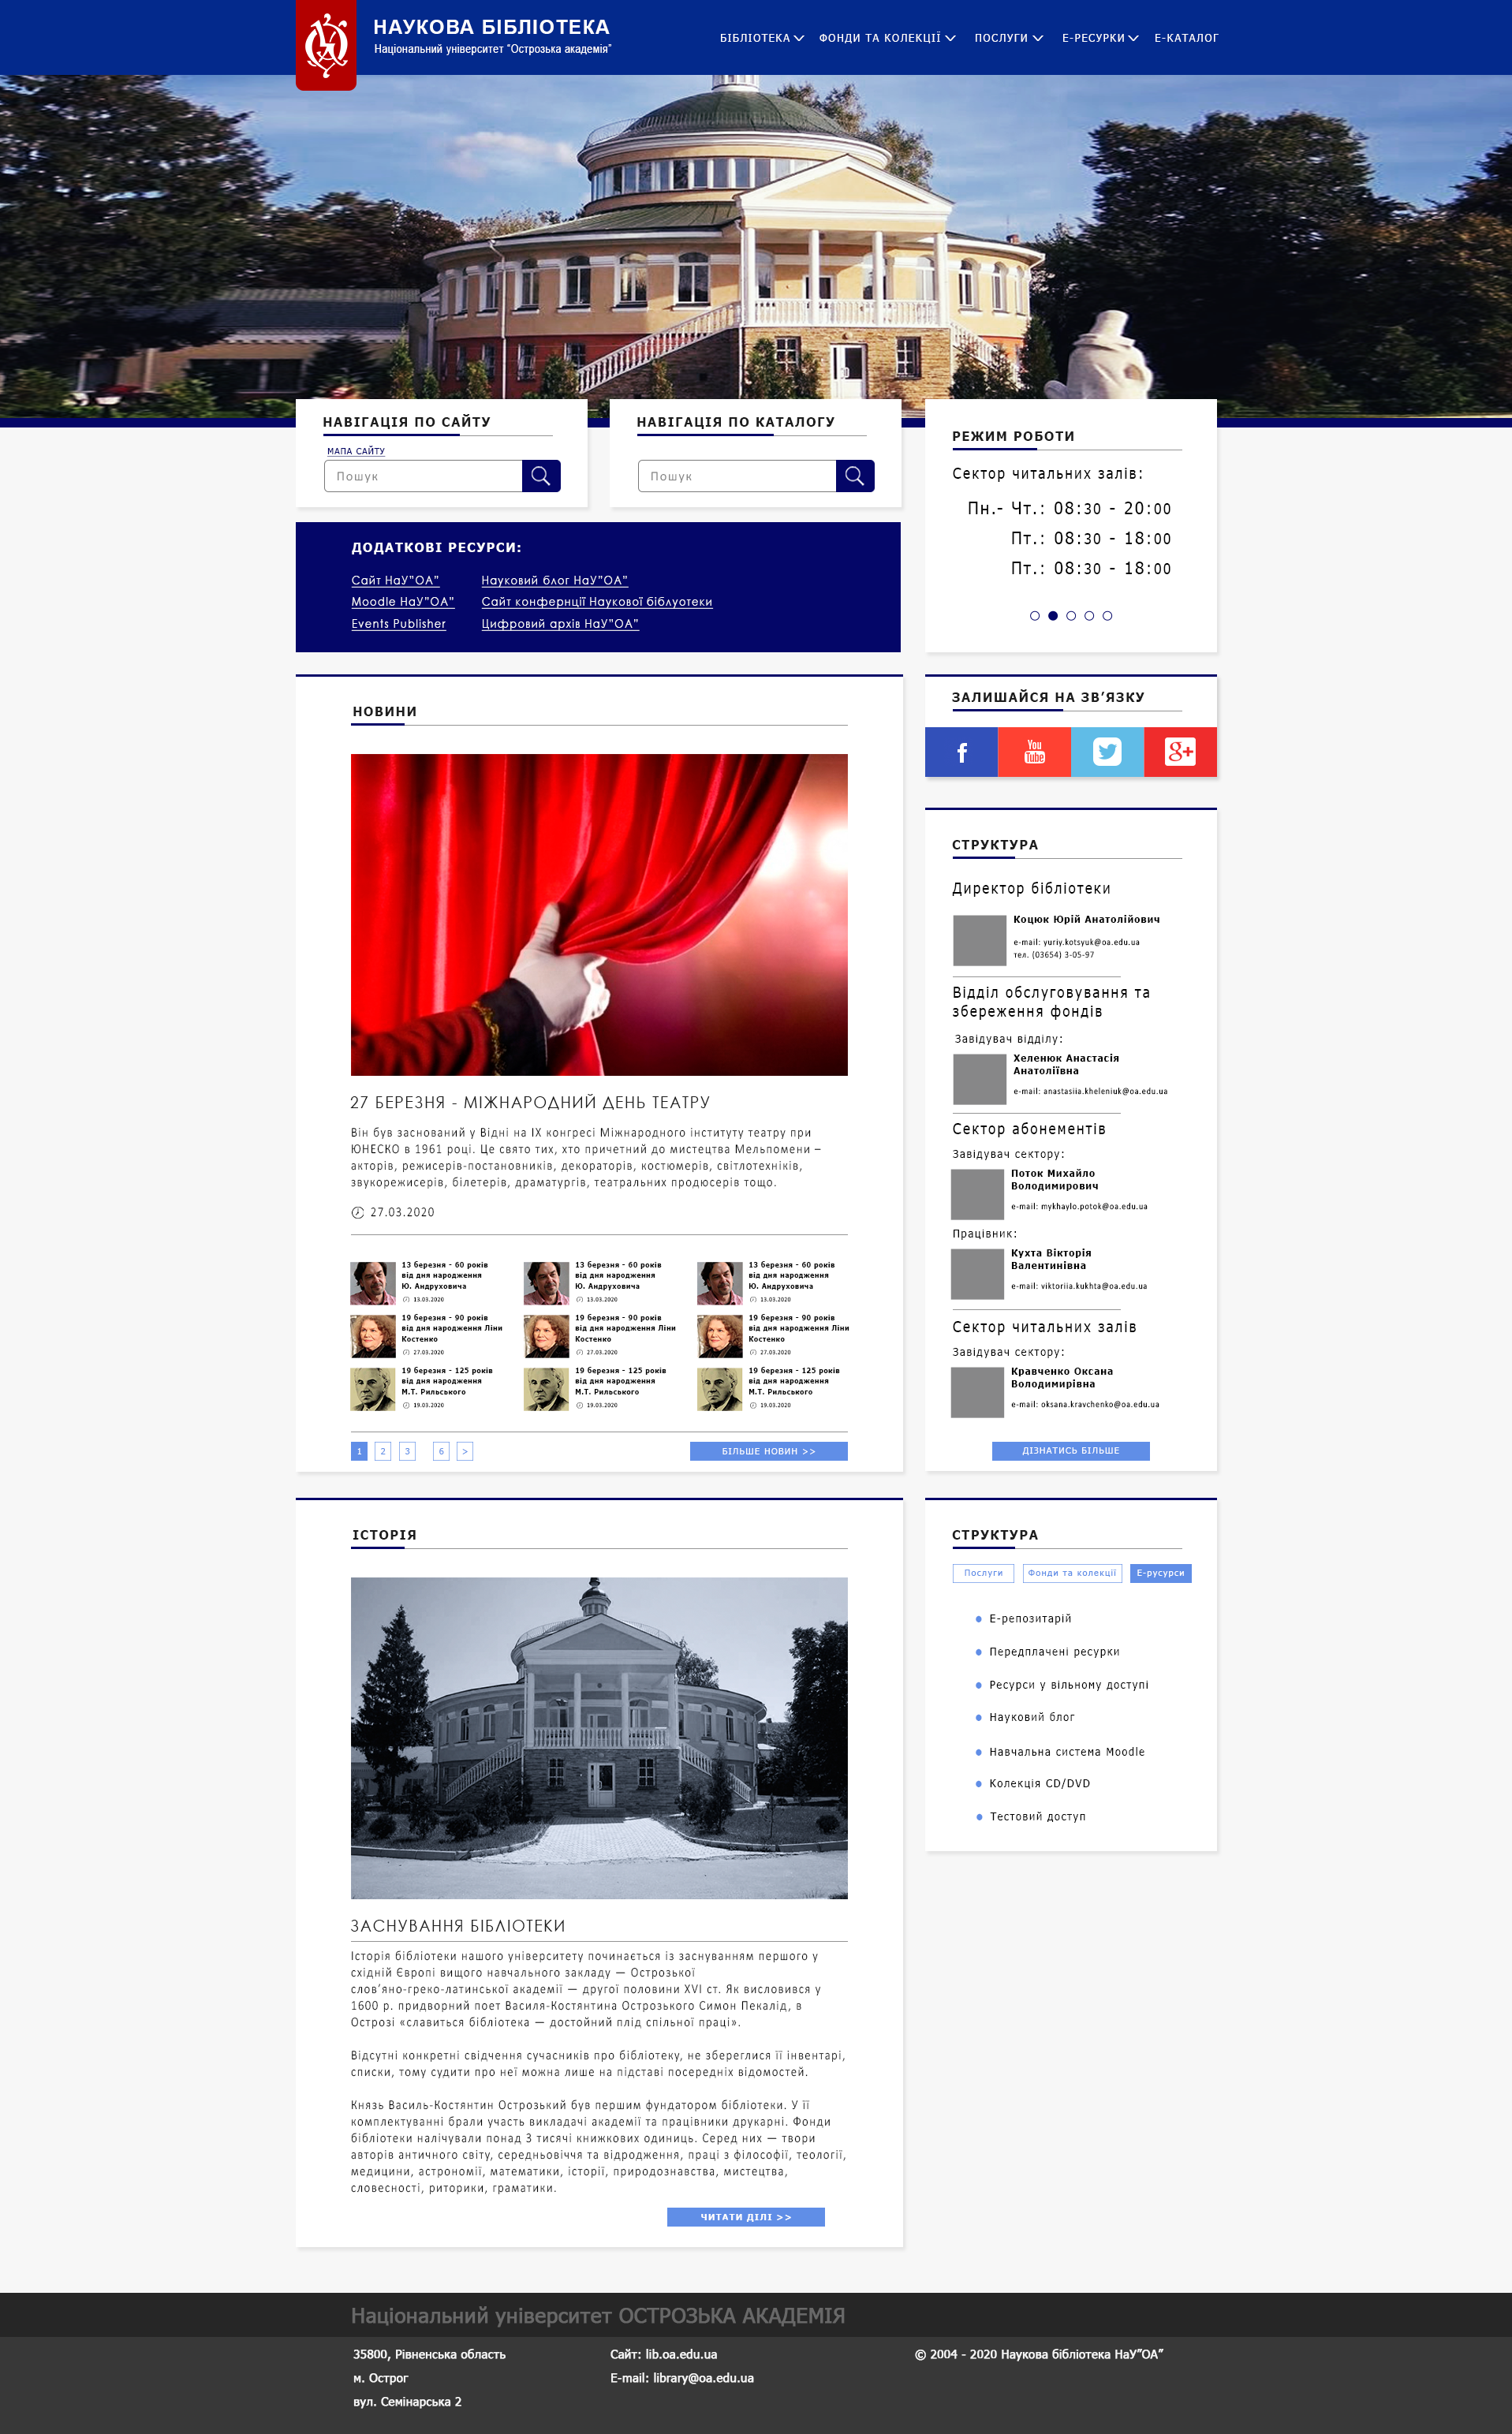 НАУКОВА БІБЛІОТЕКА
Національний університет "Острозька академія"
БІБЛІОТЕКА ФОНДИ ТА КОЛЕКЦІЇ ПОСЛУГИ Е-РЕСУРКИ Е-КАТАЛОГ
НАВІГАЦІЯ ПО САЙТУ
МАПА САЙТУ
Пошук
НАВІГАЦІЯ ПО КАТАЛОГУ
Пошук
РЕЖИМ РОБОТИ
Сектор читальних залів:
Пн.- Чт.: 08:30 - 20:00
Пт.: 08:30 - 18:00
Пт.: 08:30 - 18:00
ДОДАТКОВІ РЕСУРСИ:
Сайт НаУ"ОА"
Moodle НаУ"ОА"
Events Publisher
Науковий блог НаУ"ОА"
Сайт конфернції Наукової біблуотеки
Цифровий архів НаУ"ОА"
НОВИНИ
27 БЕРЕЗНЯ - МІЖНАРОДНИЙ ДЕНЬ ТЕАТРУ
Він був заснований у Відні на IX конгресі Міжнародного інституту театру при
ЮНЕСКО в 1961 році. Це свято тих, хто причетний до мистецтва Мельпомени –
акторів, режисерів-постановників, декораторів, костюмерів, світлотехніків,
звукорежисерів, білетерів, драматургів, театральних продюсерів тощо.
27.03.2020
13 березня - 60 років
від дня народження
Ю. Андруховича
13.03.2020
13 березня - 60 років
від дня народження
Ю. Андруховича
13.03.2020
13 березня - 60 років
від дня народження
Ю. Андруховича
13.03.2020
19 березня - 90 років
від дня народження Ліни
Костенко
27.03.2020
19 березня - 90 років
від дня народження Ліни
Костенко
27.03.2020
19 березня - 90 років
від дня народження Ліни
Костенко
27.03.2020
19 березня - 125 років
від дня народження
М.Т. Рильського
19.03.2020
19 березня - 125 років
від дня народження
М.Т. Рильського
19.03.2020
19 березня - 125 років
від дня народження
М.Т. Рильського
19.03.2020
1 2 3 6 >
БІЛЬШЕ НОВИН >>
ЗАЛИШАЙСЯ НА ЗВ'ЯЗКУ
f
You
Tube
g+
СТРУКТУРА
Директор бібліотеки
Коцюк Юрій Анатолійович
e-mail: yuriy.kotsyuk@oa.edu.ua
тел. (03654) 3-05-97
Відділ обслуговування та
збереження фондів
Завідувач відділу:
Хеленюк Анастасія
Анатоліївна
e-mail: anastasiia.kheleniuk@oa.edu.ua
Сектор абонементів
Завідувач сектору:
Поток Михайло
Володимирович
e-mail: mykhaylo.potok@oa.edu.ua
Працівник:
Кухта Вікторія
Валентинівна
e-mail: viktoriia.kukhta@oa.edu.ua
Сектор читальних залів
Завідувач сектору:
Кравченко Оксана
Володимирівна
e-mail: oksana.kravchenko@oa.edu.ua
ДІЗНАТИСЬ БІЛЬШЕ
ІСТОРІЯ
ЗАСНУВАННЯ БІБЛІОТЕКИ
Історія бібліотеки нашого університету починається із заснуванням першого у
східній Європі вищого навчального закладу — Острозької
слов'яно-греко-латинської академії — другої половини XVI ст. Як висловився у
1600 р. придворний поет Василя-Костянтина Острозького Симон Пекалід, в
Острозі «славиться бібліотека — достойний плід спільної праці».
Відсутні конкретні свідчення сучасників про бібліотеку, не збереглися її інвентарі,
списки, тому судити про неї можна лише на підставі посередніх відомостей.
Князь Василь-Костянтин Острозький був першим фундатором бібліотеки. У її
комплектуванні брали участь викладачі академії та працівники друкарні. Фонди
бібліотеки налічували понад 3 тисячі книжкових одиниць. Серед них — твори
авторів античного світу, середньовіччя та відродження, праці з філософії, теології,
медицини, астрономії, математики, історії, природознавства, мистецтва,
словесності, риторики, граматики.
ЧИТАТИ ДІЛІ >>
СТРУКТУРА
Послуги Фонди та колекції Е-русурси
Е-репозитарій
Передплачені ресурки
Ресурси у вільному доступі
Науковий блог
Навчальна система Moodle
Колекція CD/DVD
Тестовий доступ
Національний університет ОСТРОЗЬКА АКАДЕМІЯ
35800, Рівненська область
м. Острог
вул. Семінарська 2
Сайт: lib.oa.edu.ua
E-mail: library@oa.edu.ua
© 2004 - 2020 Наукова бібліотека НаУ"ОА"